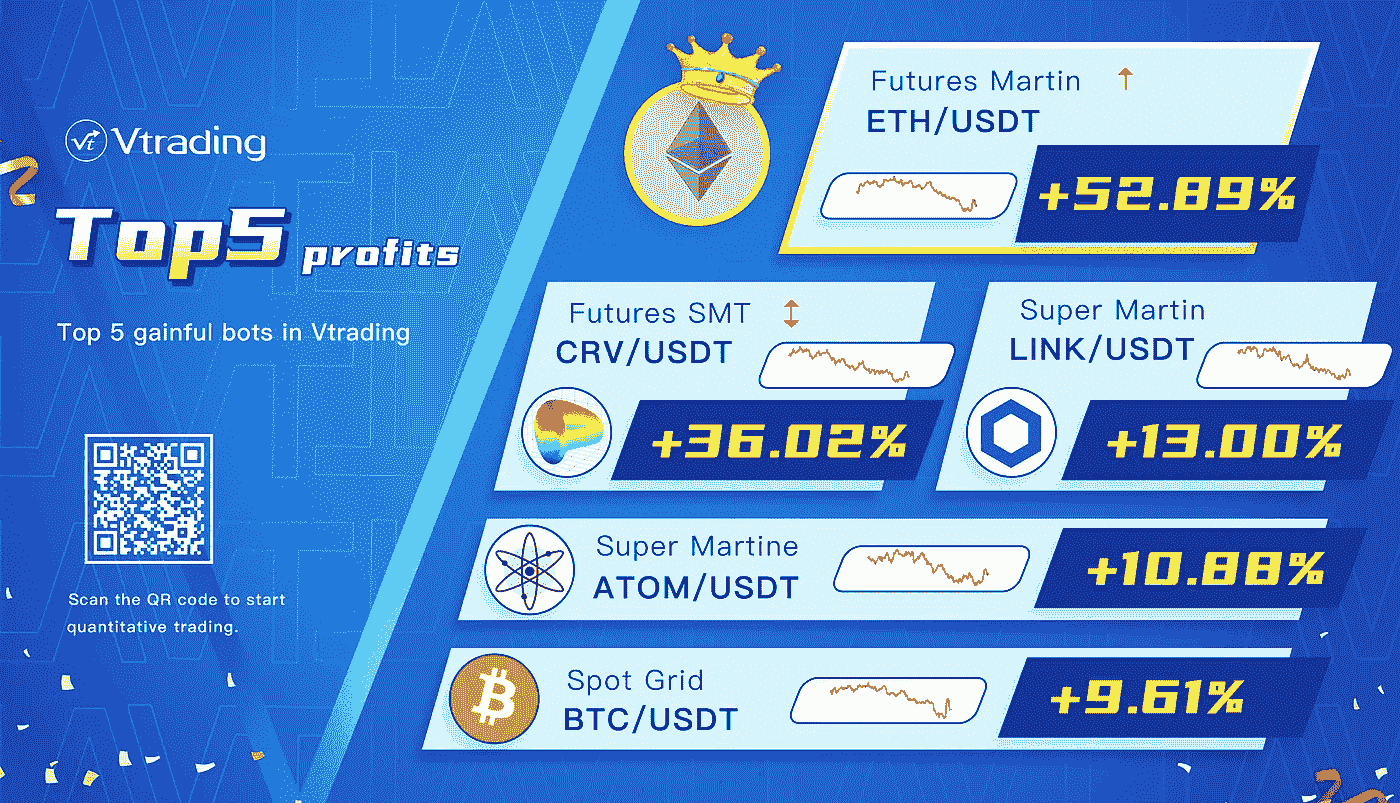 Vtrading
Top5 profits
Top 5 gainful bots in Vtrading
Scan the QR code to start
quantitative trading.
Futures Martin
ETH/USDT
+52.89%
Futures SMT
CRV/USDT
+36.02%
Super Martin
LINK/USDT
+13.00%
Super Martine
ATOM/USDT
+10.88%
Spot Grid
BTC/USDT
+9.61%